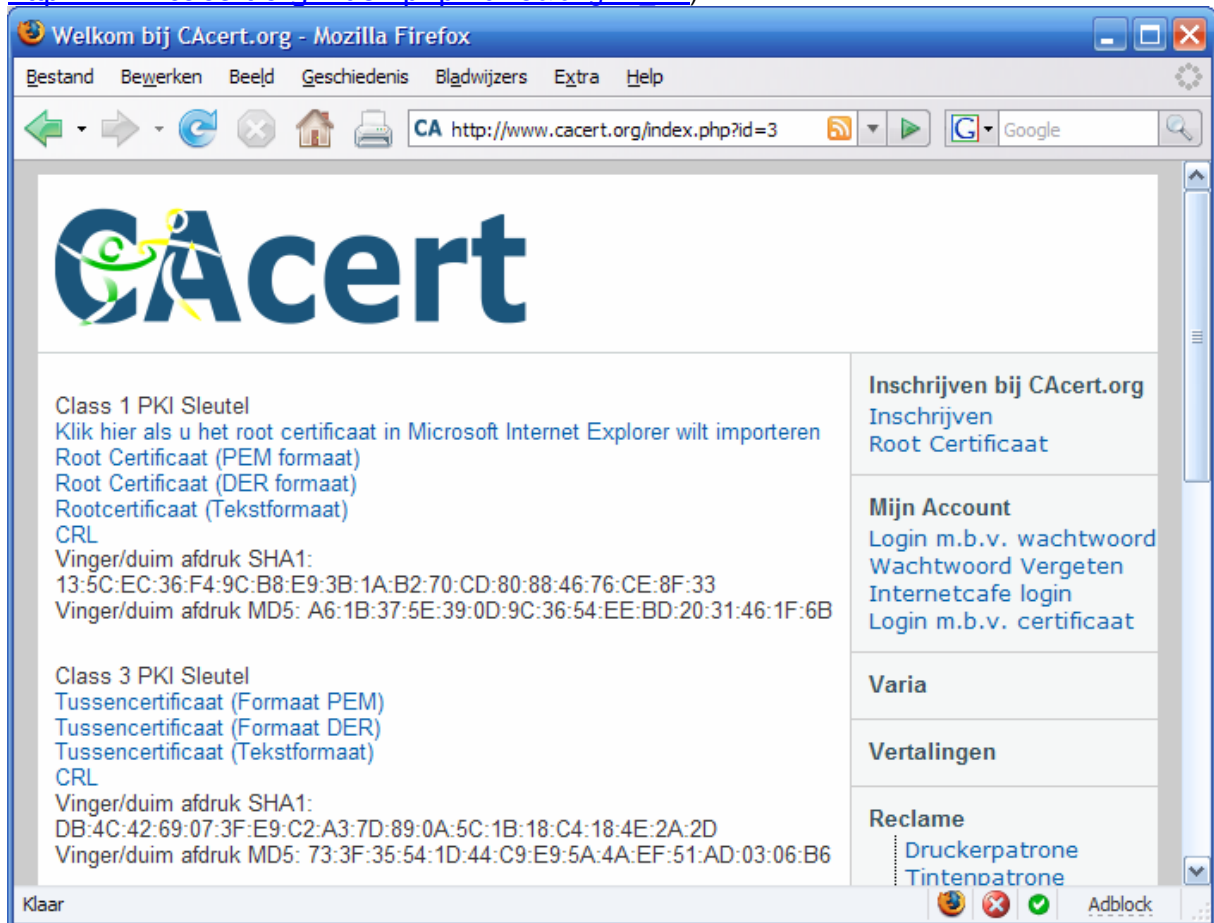 Welkom bij CAcert.org - Mozilla Firefox
Bestand Bewerken Beeld Geschiedenis Bladwijzers Extra Help
CA http://www.cacert.org/index.php?id=3 G Google
CAcert
Class 1 PKI Sleutel
Klik hier als u het root certificaat in Microsoft Internet Explorer wilt importeren
Root Certificaat (PEM formaat)
Root Certificaat (DER formaat)
Rootcertificaat (Tekstformaat)
CRL
Vinger/duim afdruk SHA1:
13:5C:EC:36:F4:9C:B8:E9:3B:1A:B2:70:CD:80:88:46:76:CE:8F:33
Vinger/duim afdruk MD5: A6:1B:37:5E:39:0D:9C:36:54:EE:BD:20:31:46:1F:6B
Class 3 PKI Sleutel
Tussencertificaat (Formaat PEM)
Tussencertificaat (Formaat DER)
Tussencertificaat (Tekstformaat)
CRL
Vinger/duim afdruk SHA1:
DB:4C:42:69:07:3F:E9:C2:A3:7D:89:0A:5C:1B:18:C4:18:4E:2A:2D
Vinger/duim afdruk MD5: 73:3F:35:54:1D:44:C9:E9:5A:4A:EF:51:AD:03:06:B6
Inschrijven bij CAcert.org
Inschrijven
Root Certificaat
Mijn Account
Login m.b.v. wachtwoord
Wachtwoord Vergeten
Internetcafe login
Login m.b.v. certificaat
Varia
Vertalingen
Reclame
Druckerpatrone
Tintenpatrone
Klaar Adblock